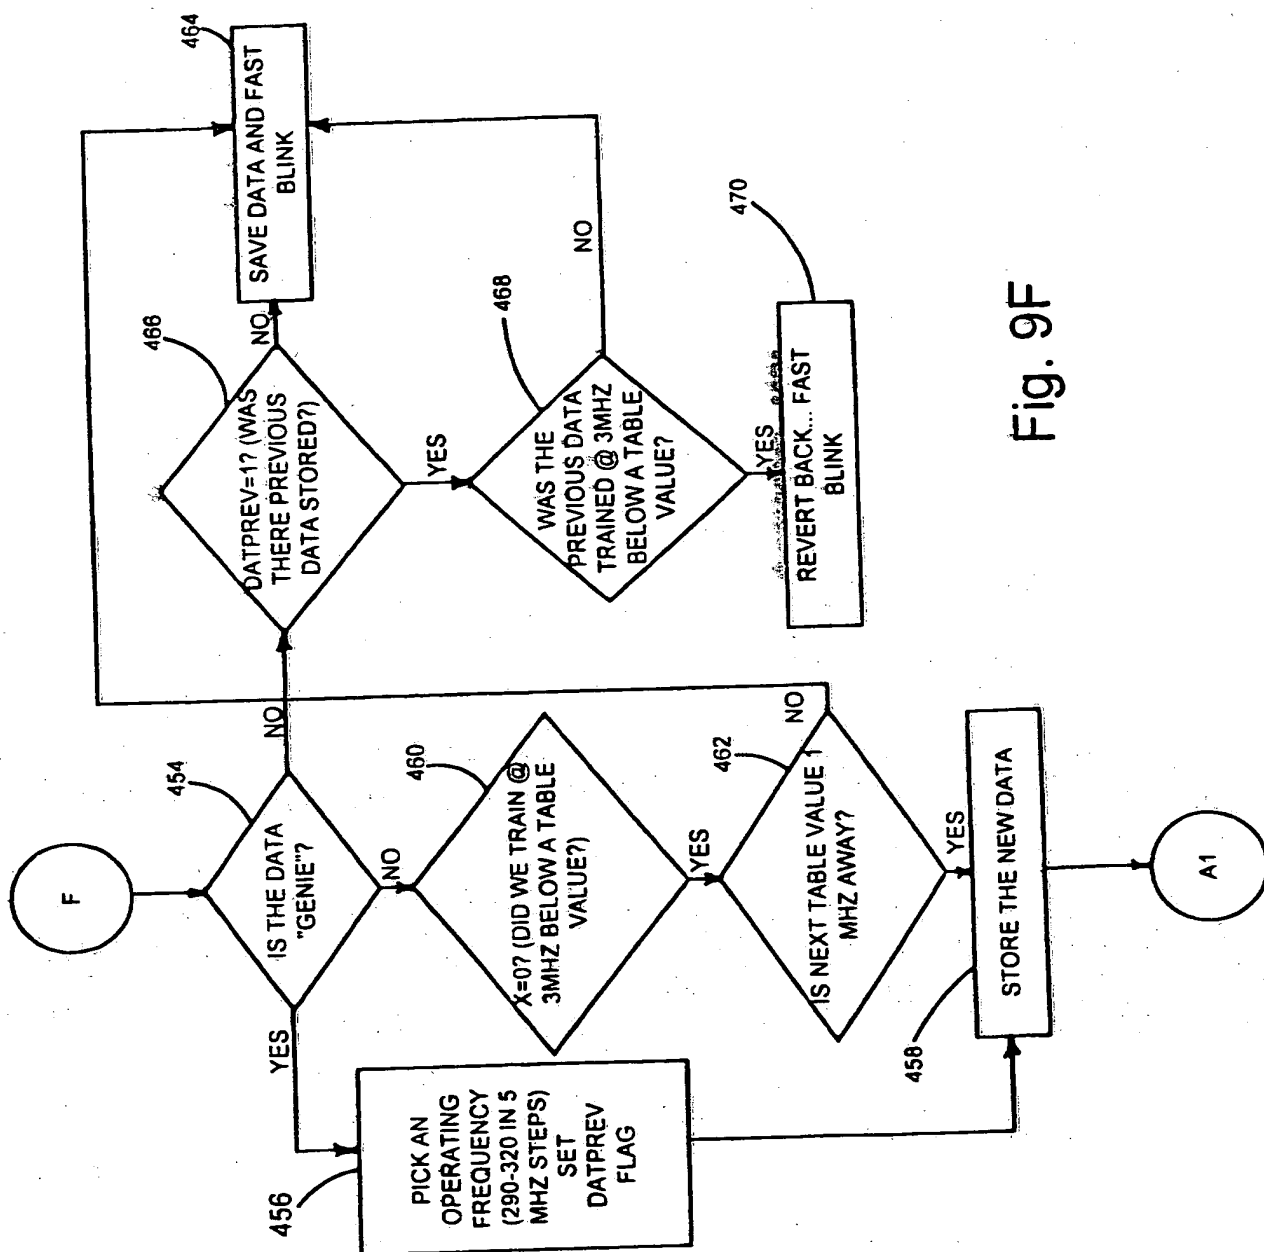 F
454
IS THE DATA
"GENIE"?
YES
NO
NO
456
PICK AN
OPERATING
FREQUENCY
(290-320 IN 5
MHZ STEPS)
SET
DATPREV
FLAG
460
X=0? (DID WE TRAIN @
3MHZ BELOW A TABLE
VALUE?)
YES
462
IS NEXT TABLE VALUE 1
MHZ AWAY?
NO
YES
458
STORE THE NEW DATA
A1
466
DATPREV=1? (WAS
THERE PREVIOUS
DATA STORED?)
NO
YES
464
SAVE DATA AND FAST
BLINK
468
WAS THE
PREVIOUS DATA
TRAINED @ 3MHZ
BELOW A TABLE
VALUE?
NO
YES
470
REVERT BACK... FAST
BLINK
Fig. 9F